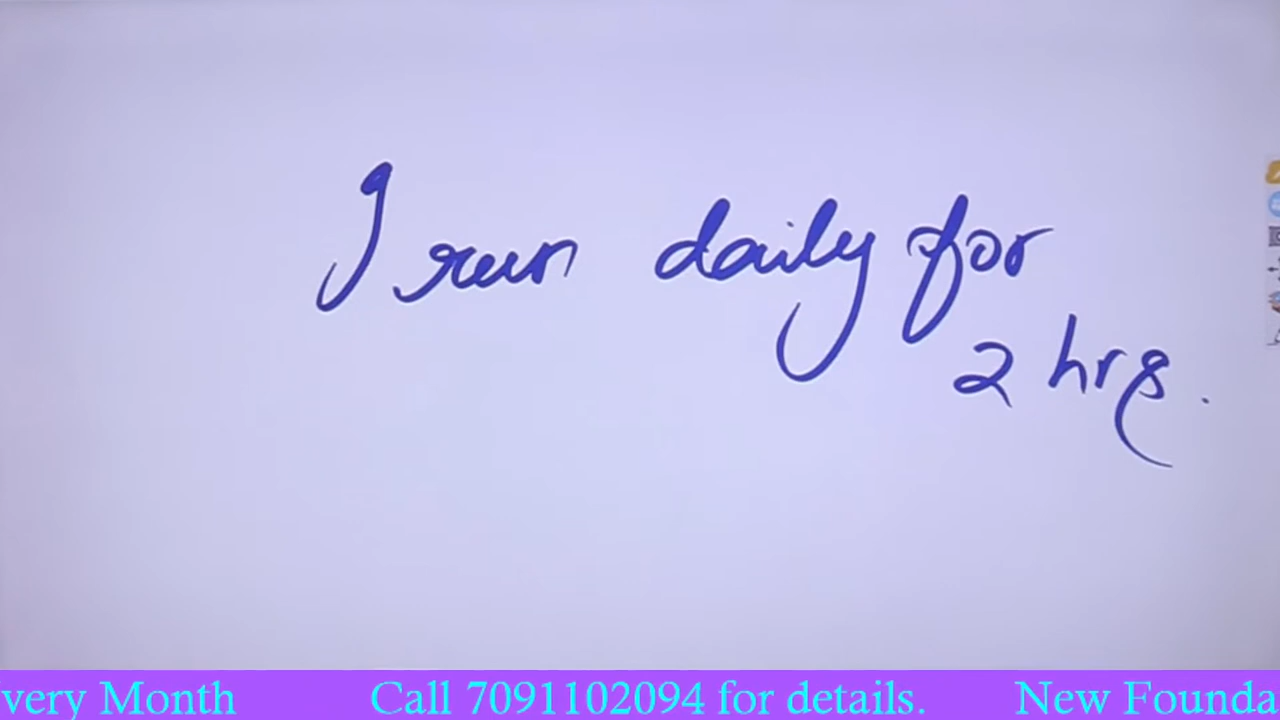 I run daily for
2 hrs.
very Month Call 7091102094 for details. New Founda